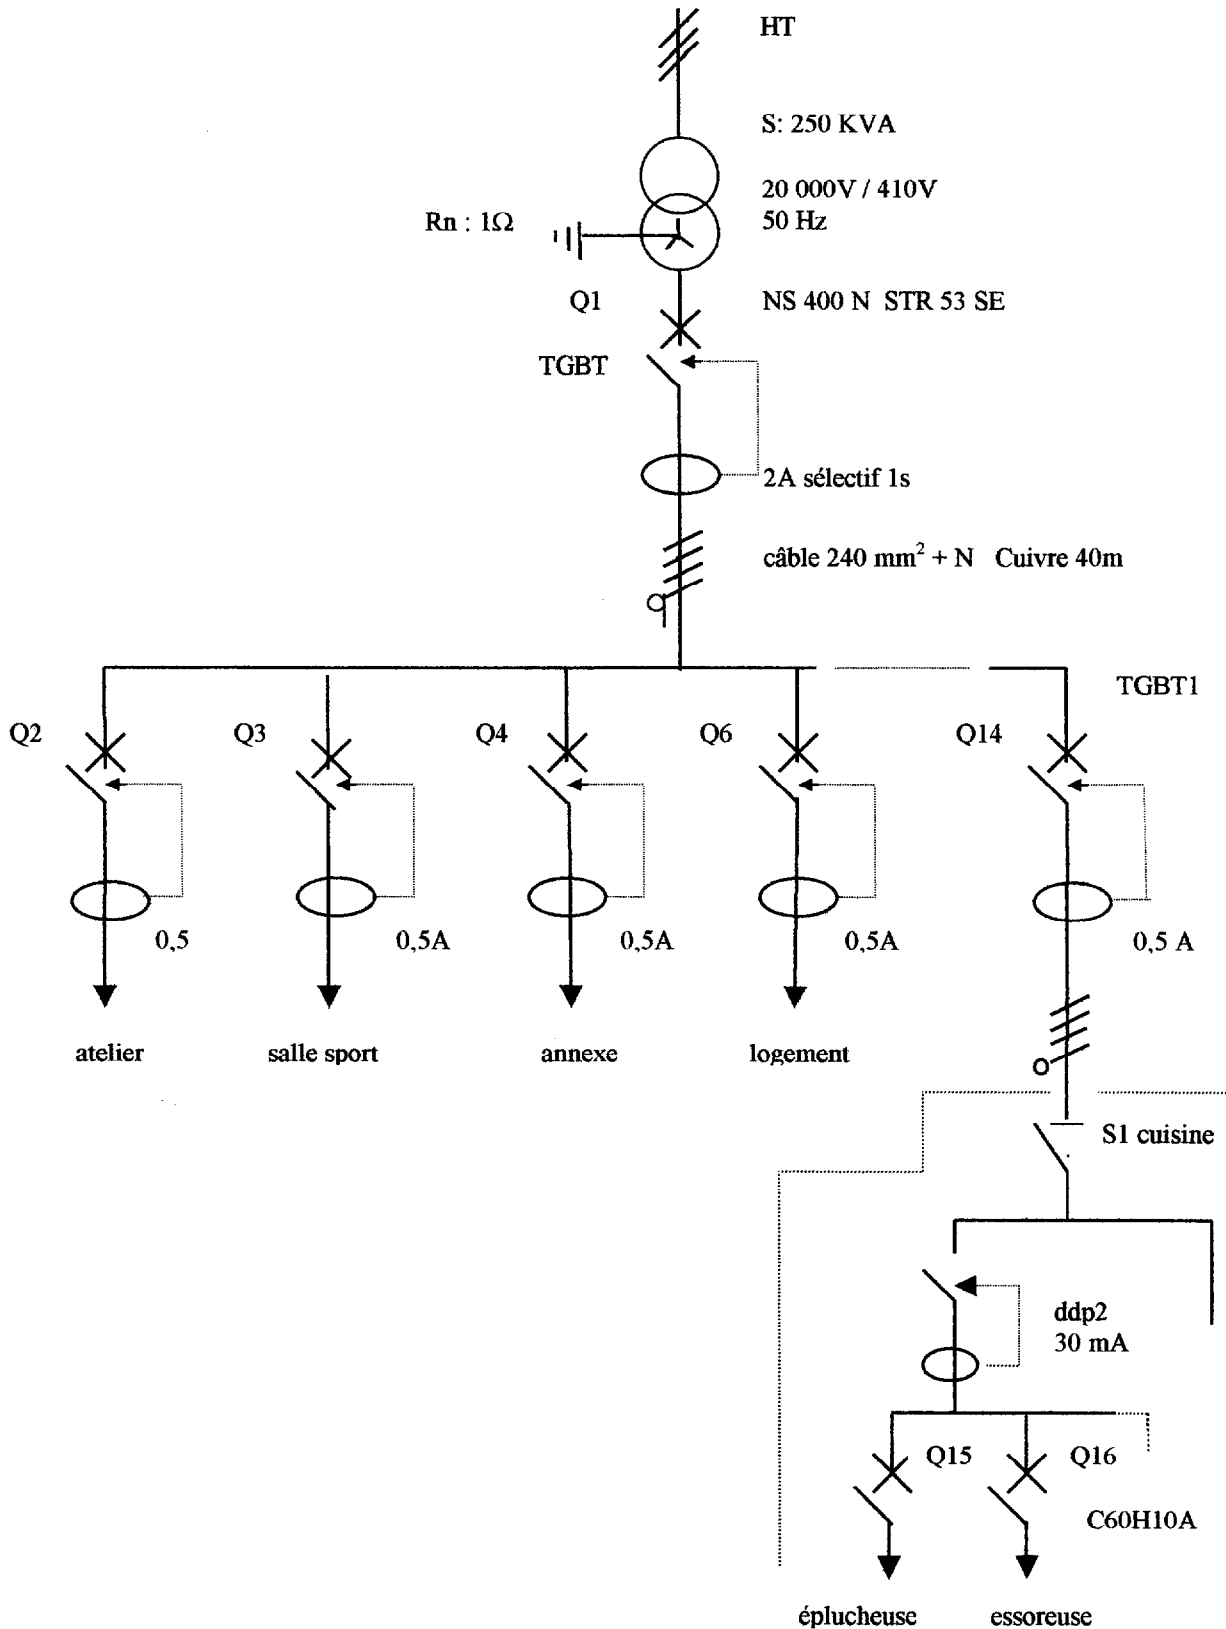 HT
S: 250 KVA
20 000V / 410V
50 Hz
Rn : 1Ω
Q1
NS 400 N STR 53 SE
TGBT
2A sélectif 1s
câble 240 mm² + N Cuivre 40m
TGBT1
Q2
Q3
Q4
Q6
Q14
0,5
0,5A
0,5A
0,5A
0,5 A
atelier
salle sport
annexe
logement
S1 cuisine
ddp2
30 mA
Q15
Q16
C60H10A
éplucheuse
essoreuse